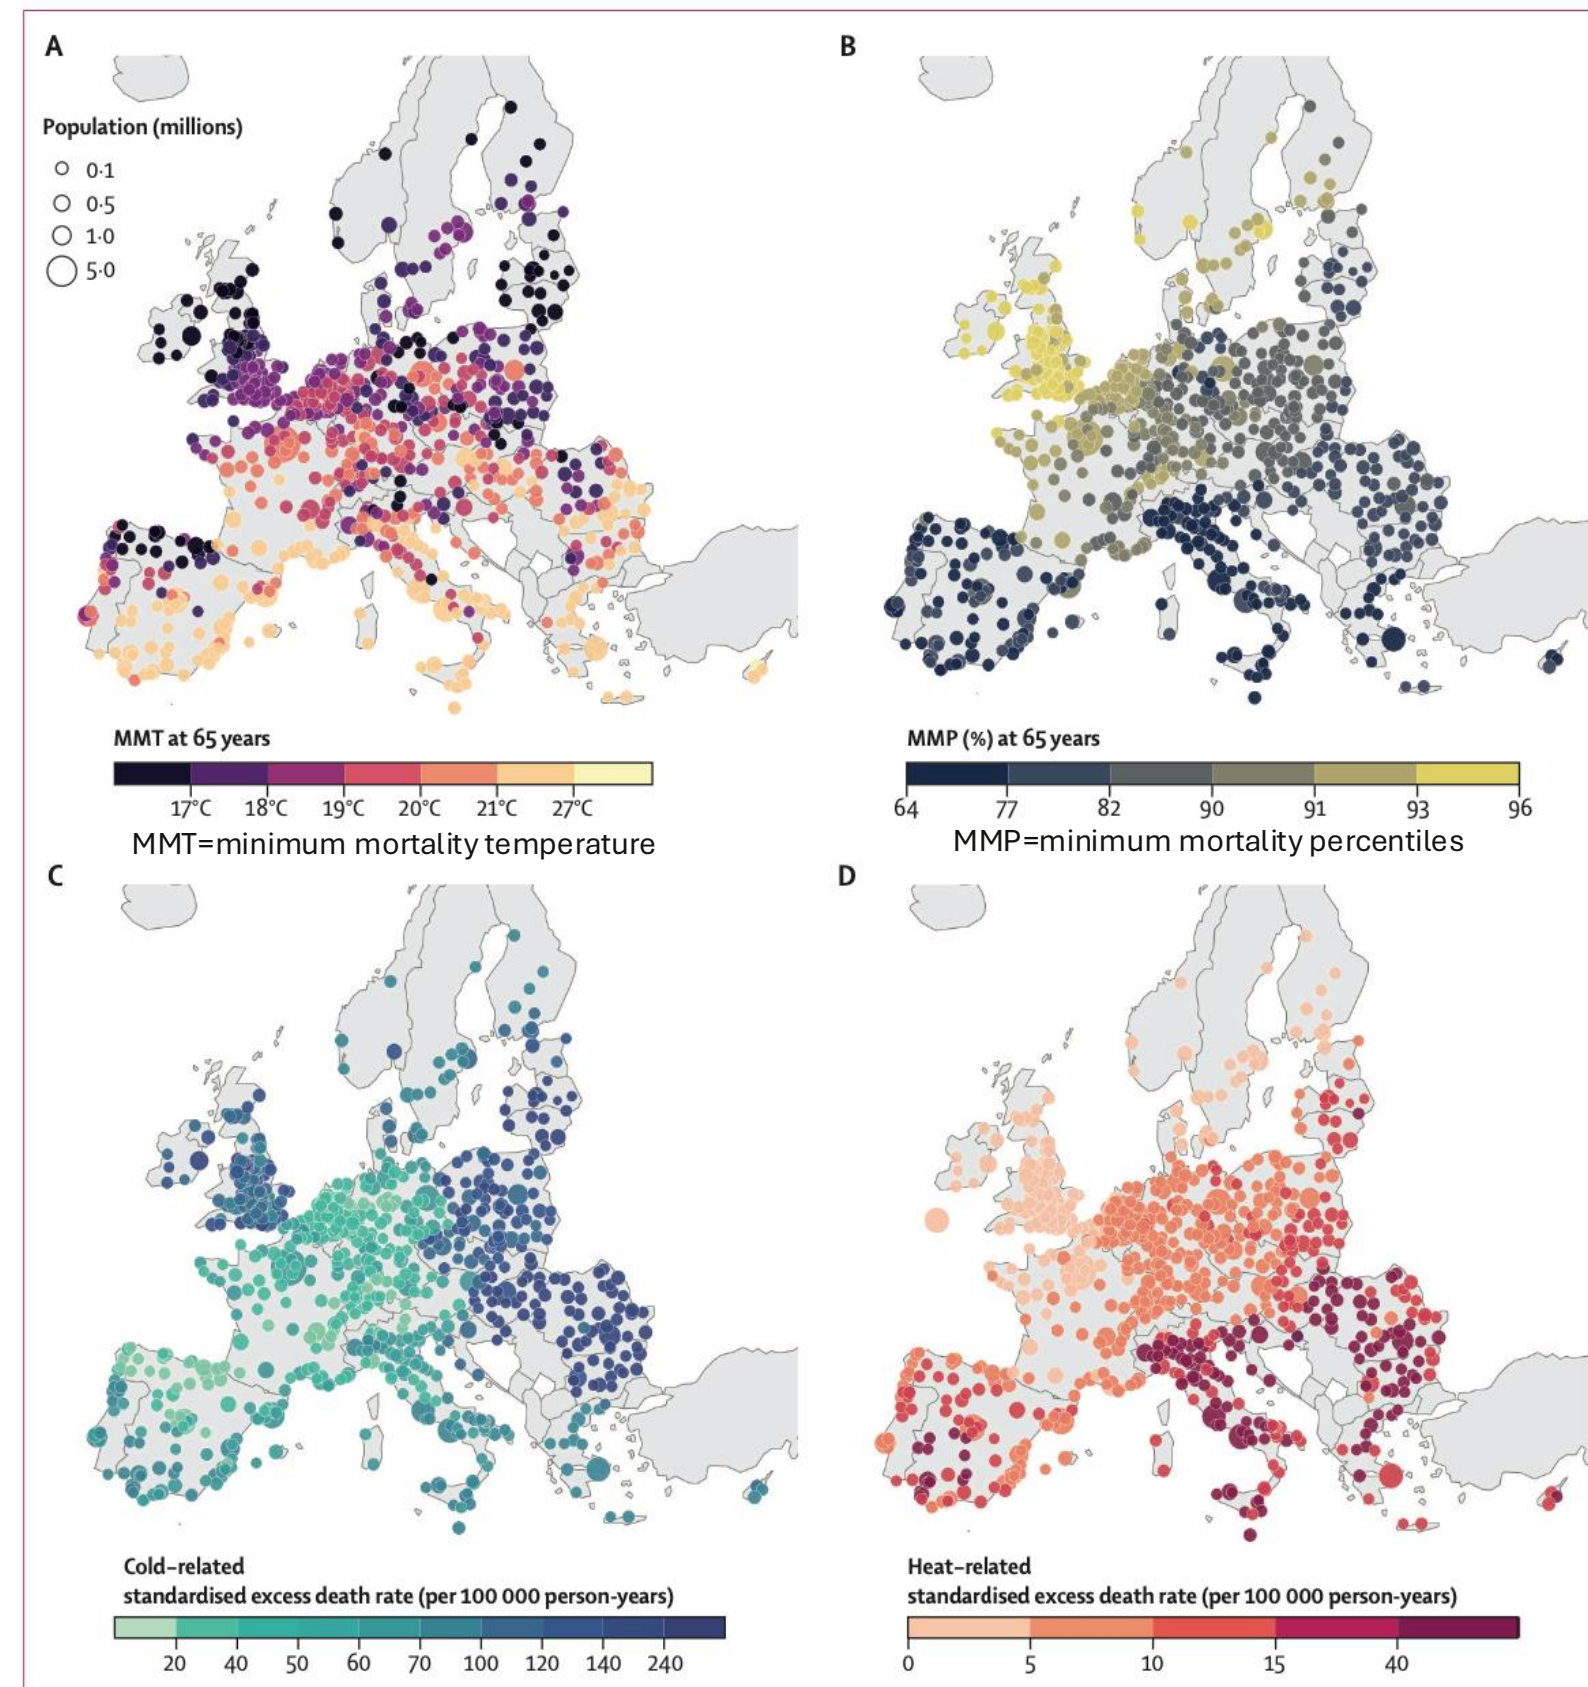 A
B
Population (millions)
0·1
0·5
1·0
5·0
MMT at 65 years
17°C 18°C 19°C 20°C 21°C 27°C
MMT=minimum mortality temperature
MMP (%) at 65 years
64 77 82 90 91 93 96
MMP=minimum mortality percentiles
C
D
Cold-related
standardised excess death rate (per 100 000 person-years)
20 40 50 60 70 100 120 140 240
Heat-related
standardised excess death rate (per 100 000 person-years)
0 5 10 15 40